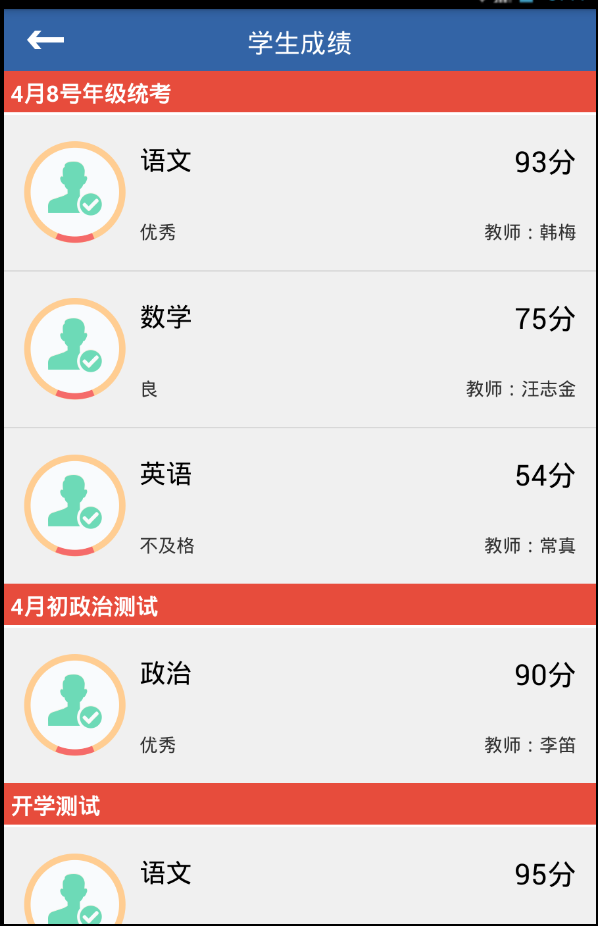 学生成绩
4月8号年级统考
语文 93分
优秀 教师：韩梅
数学 75分
良 教师：汪志金
英语 54分
不及格 教师：常真
4月初政治测试
政治 90分
优秀 教师：李笛
开学测试
语文 95分